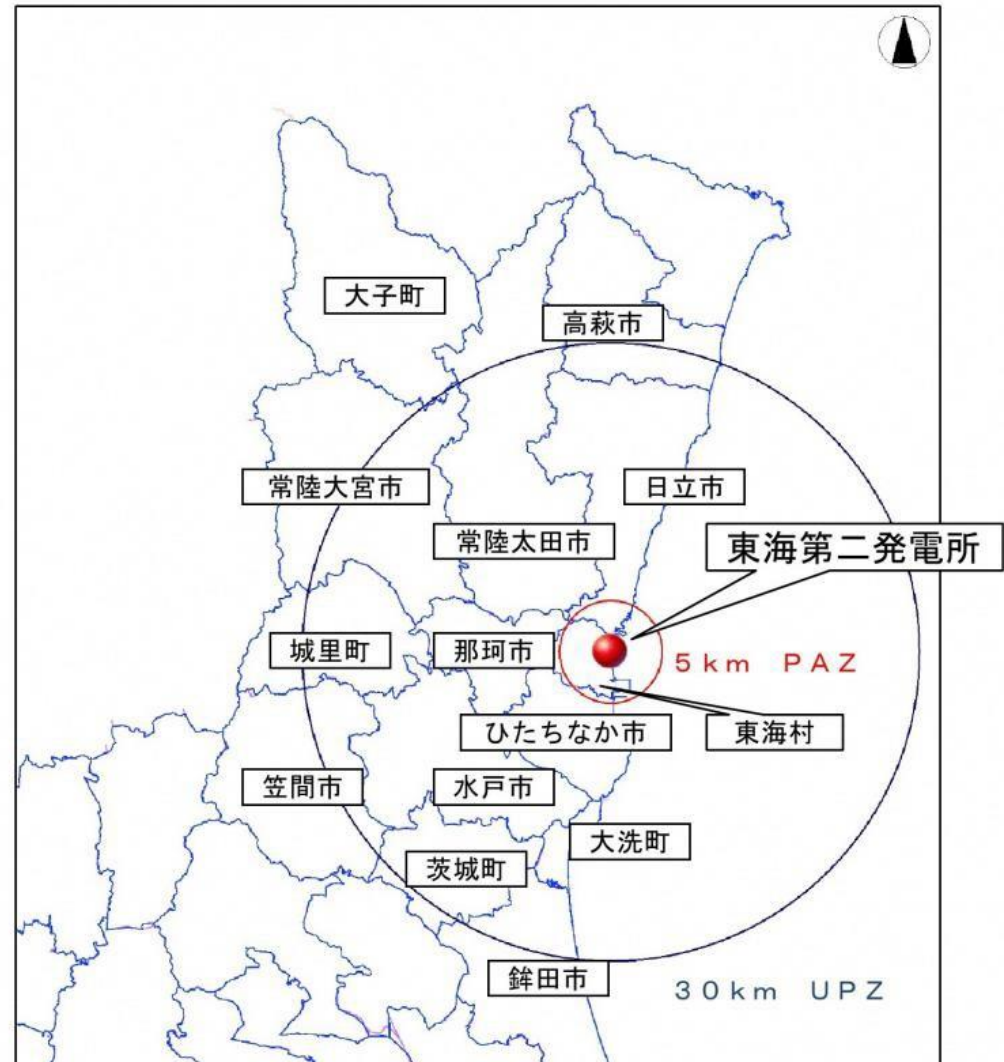 大子町
高萩市
常陸大宮市
日立市
常陸太田市
東海第二発電所
城里町
那珂市
5km PAZ
ひたちなか市
東海村
笠間市
水戸市
大洗町
茨城町
鉾田市
30km UPZ